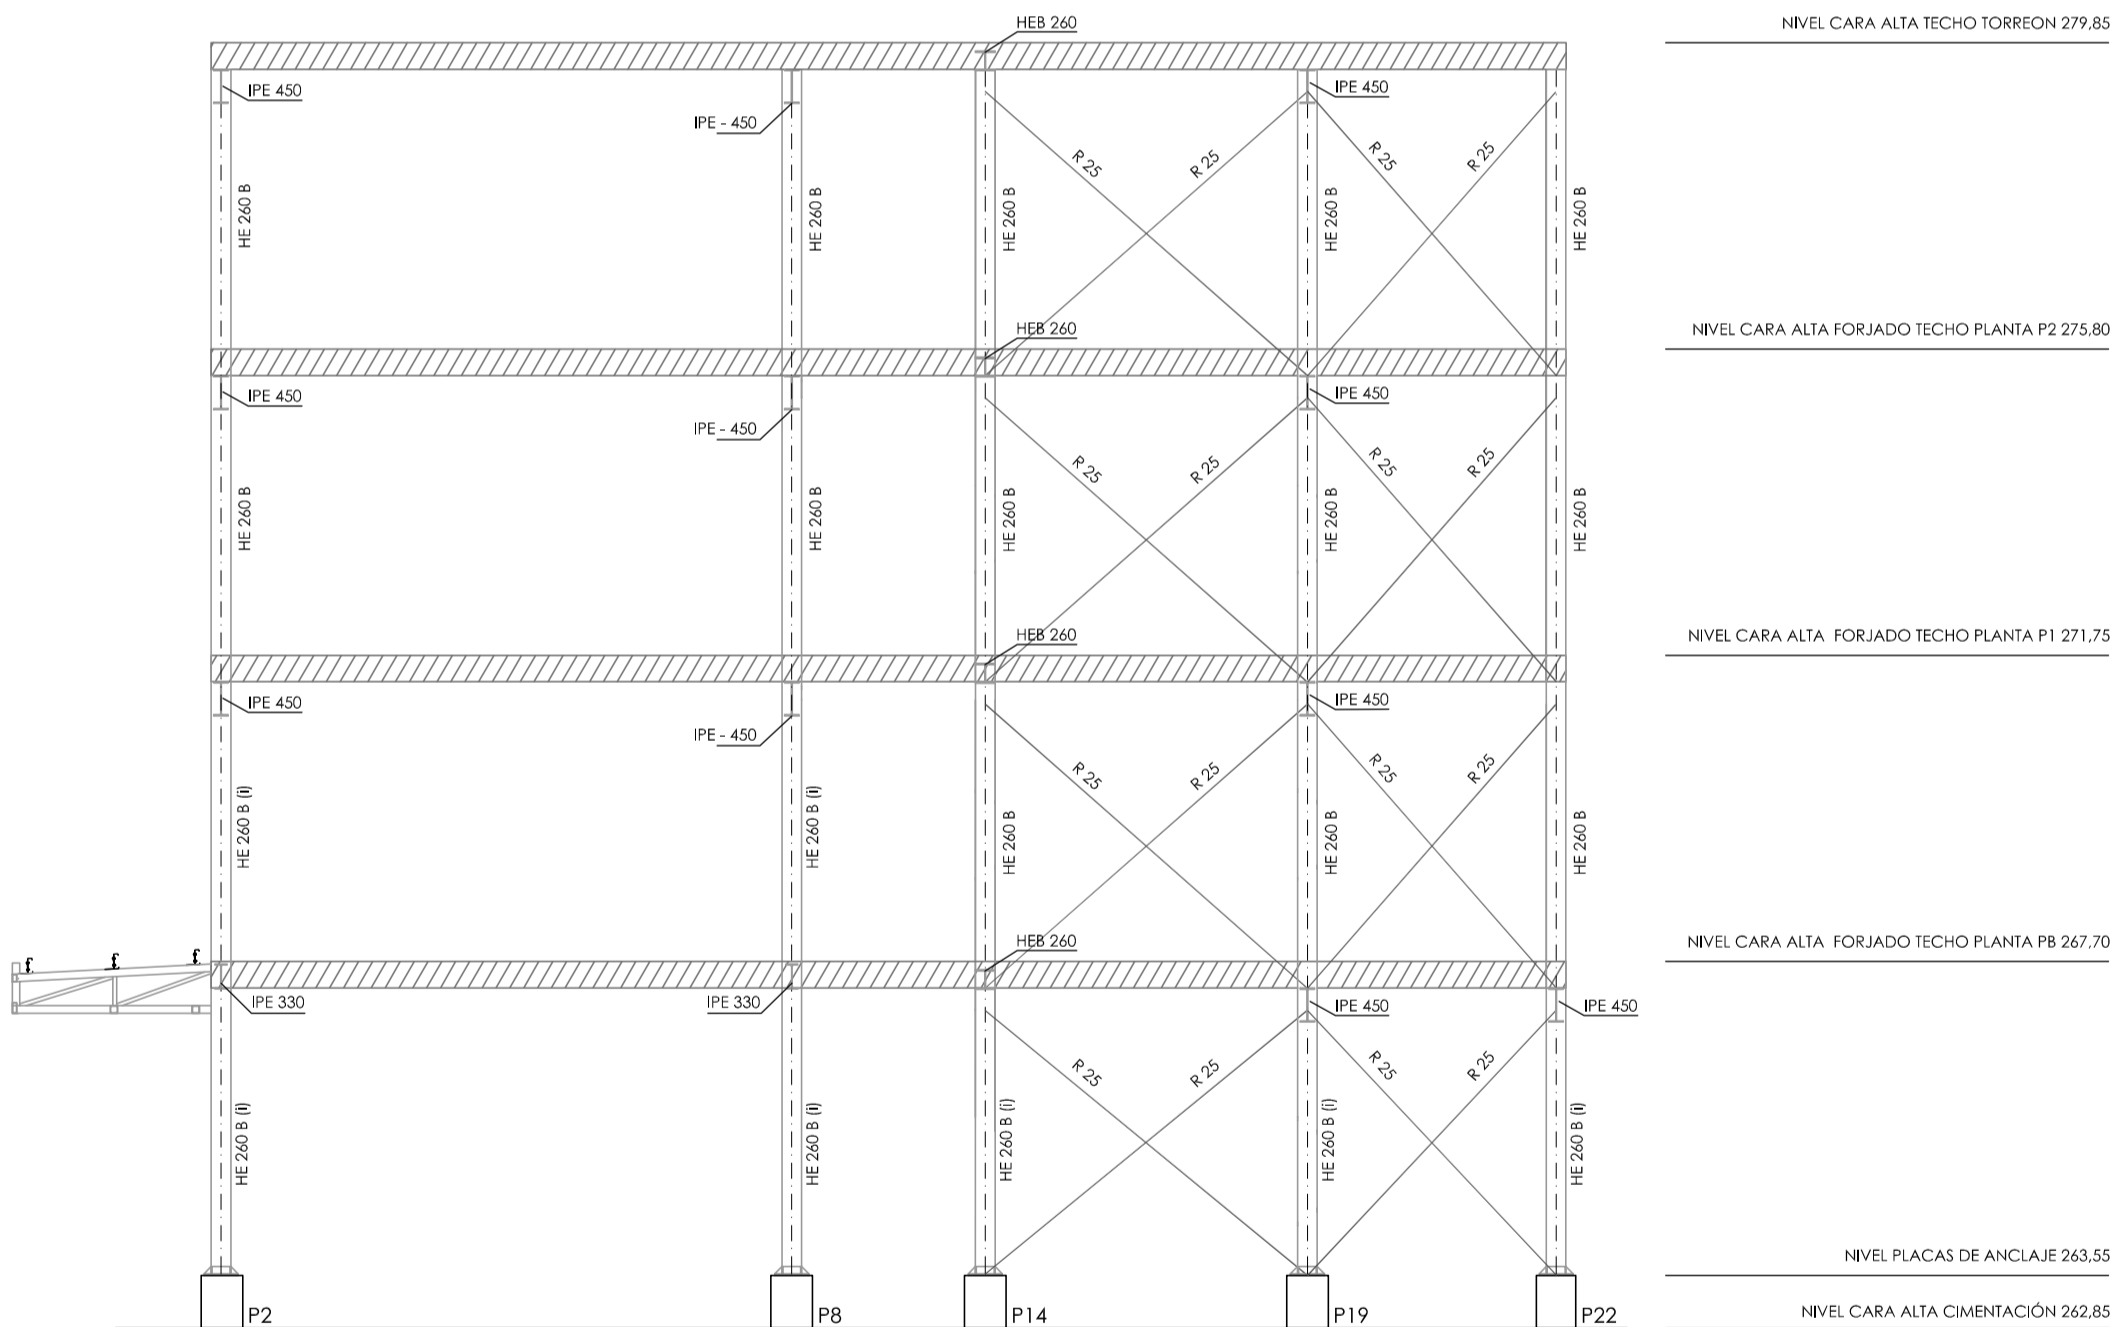 HEB 260
NIVEL CARA ALTA TECHO TORREON 279,85
IPE 450
IPE - 450
IPE 450
R 25
R 25
R 25
R 25
HE 260 B
HE 260 B
HE 260 B
HE 260 B
HE 260 B
HEB 260
NIVEL CARA ALTA FORJADO TECHO PLANTA P2 275,80
IPE 450
IPE - 450
IPE 450
R 25
R 25
R 25
R 25
HE 260 B
HE 260 B
HE 260 B
HE 260 B
HE 260 B
HEB 260
NIVEL CARA ALTA FORJADO TECHO PLANTA P1 271,75
IPE 450
IPE - 450
IPE 450
R 25
R 25
R 25
R 25
HE 260 B (i)
HE 260 B (i)
HE 260 B
HE 260 B
HE 260 B
HEB 260
NIVEL CARA ALTA FORJADO TECHO PLANTA PB 267,70
IPE 330
IPE 330
IPE 450
IPE 450
R 25
R 25
R 25
R 25
HE 260 B (i)
HE 260 B (i)
HE 260 B (i)
HE 260 B (i)
HE 260 B (i)
NIVEL PLACAS DE ANCLAJE 263,55
P2
P8
P14
P19
P22
NIVEL CARA ALTA CIMENTACIÓN 262,85